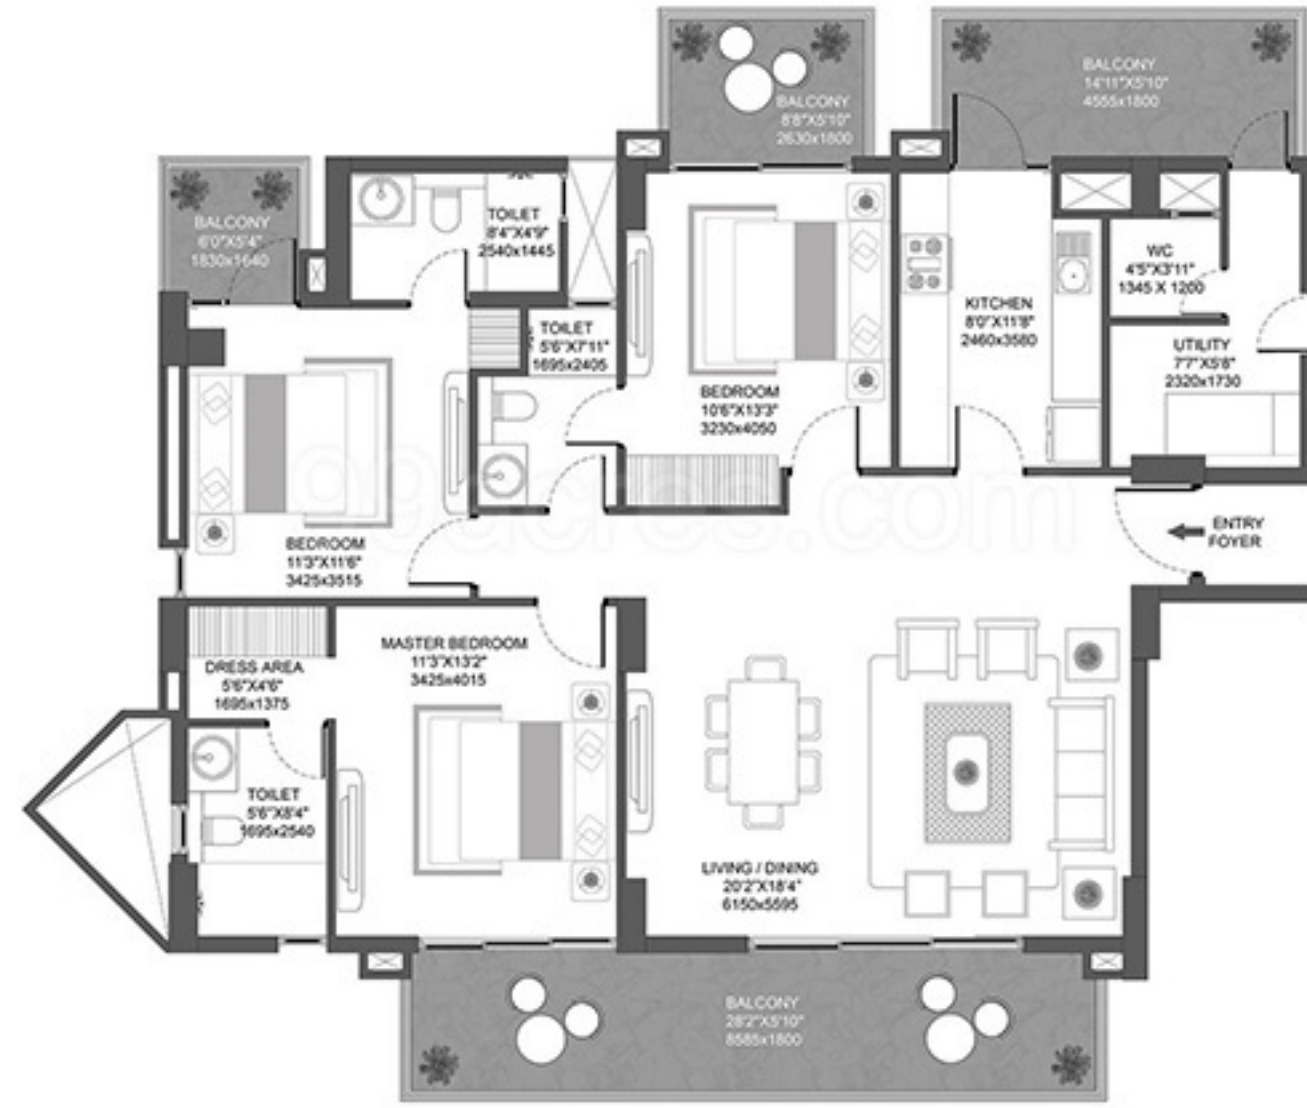 BALCONY
14'11"X5'10"
4555x1800
BALCONY
8'8"X5'10"
2630x1800
BALCONY
6'0"X5'4"
1830x1640
TOILET
8'4"X4'9"
2540x1445
WC
4'5"X3'11"
1345 X 1200
KITCHEN
8'0"X11'8"
2460x3580
TOILET
5'6"X7'11"
1695x2405
UTILITY
7'7"X5'8"
2320x1730
BEDROOM
10'6"X13'3"
3230x4050
99acres.com
ENTRY
FOYER
BEDROOM
11'3"X11'6"
3425x3515
MASTER BEDROOM
11'3"X13'2"
3425x4015
DRESS AREA
5'6"X4'6"
1695x1375
TOILET
5'6"X8'4"
1695x2540
LIVING / DINING
20'2"X18'4"
6150x5595
BALCONY
28'2"X5'10"
8585x1800